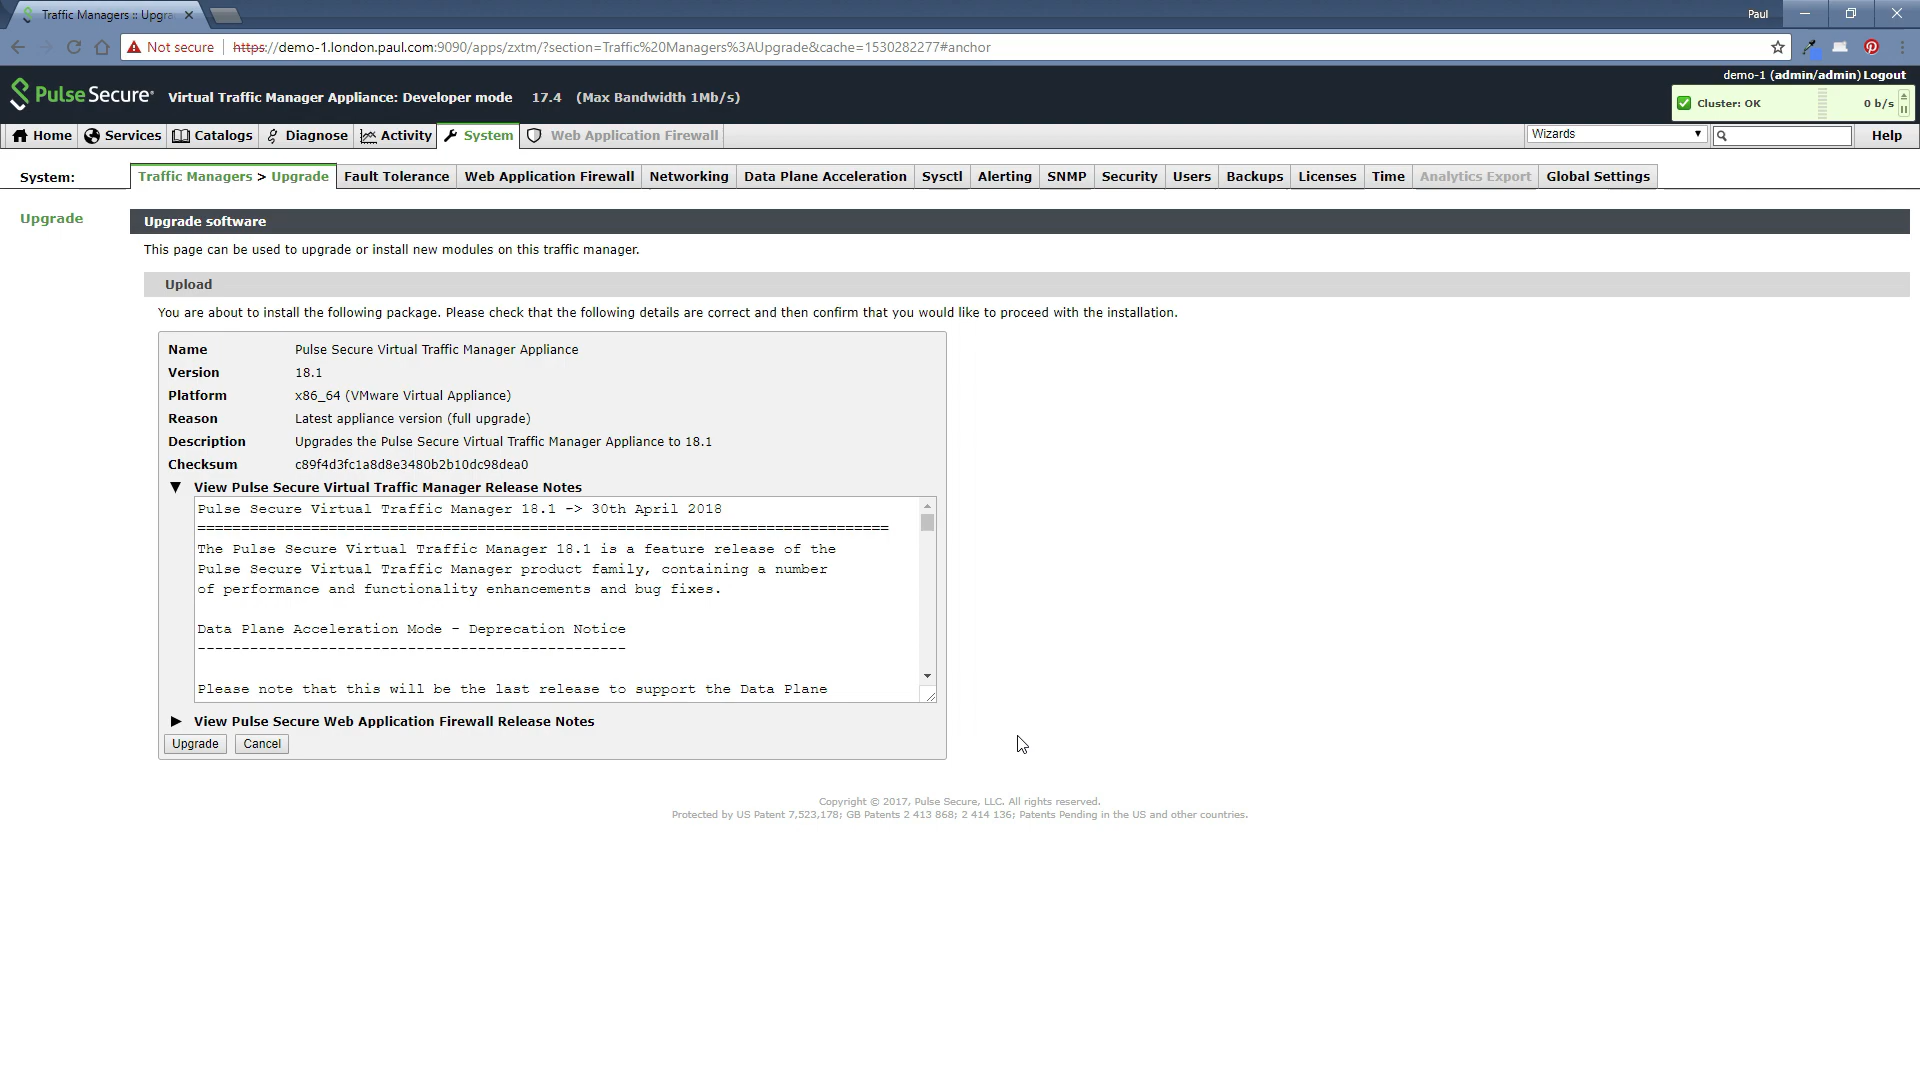 Traffic Managers :: Upgra
Paul
Not secure
https://demo-1.london.paul.com:9090/apps/zxtm/?section=Traffic%20Managers%3AUpgrade&cache=1530282277#anchor
demo-1 (admin/admin) Logout
Pulse Secure
Virtual Traffic Manager Appliance: Developer mode 17.4 (Max Bandwidth 1Mb/s)
Cluster: OK 0 b/s
Home Services Catalogs Diagnose Activity System Web Application Firewall Wizards Help
System: Traffic Managers > Upgrade Fault Tolerance Web Application Firewall Networking Data Plane Acceleration Sysctl Alerting SNMP Security Users Backups Licenses Time Analytics Export Global Settings
Upgrade
Upgrade software
This page can be used to upgrade or install new modules on this traffic manager.
Upload
You are about to install the following package. Please check that the following details are correct and then confirm that you would like to proceed with the installation.
Name Pulse Secure Virtual Traffic Manager Appliance
Version 18.1
Platform x86_64 (VMware Virtual Appliance)
Reason Latest appliance version (full upgrade)
Description Upgrades the Pulse Secure Virtual Traffic Manager Appliance to 18.1
Checksum c89f4d3fc1a8d8e3480b2b10dc98dea0
▼ View Pulse Secure Virtual Traffic Manager Release Notes
Pulse Secure Virtual Traffic Manager 18.1 -> 30th April 2018
===============================================================================
The Pulse Secure Virtual Traffic Manager 18.1 is a feature release of the
Pulse Secure Virtual Traffic Manager product family, containing a number
of performance and functionality enhancements and bug fixes.
Data Plane Acceleration Mode - Deprecation Notice
-------------------------------------------------
Please note that this will be the last release to support the Data Plane
▶ View Pulse Secure Web Application Firewall Release Notes
Upgrade Cancel
Copyright © 2017, Pulse Secure, LLC. All rights reserved.
Protected by US Patent 7,523,178; GB Patents 2 413 868; 2 414 136; Patents Pending in the US and other countries.